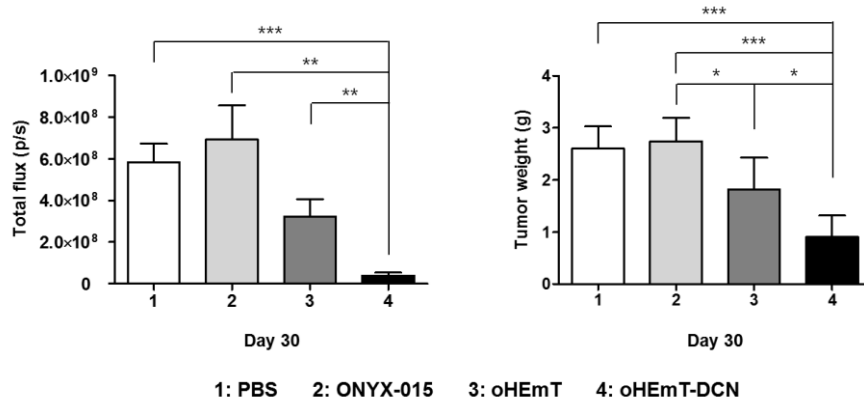 ***
**
**
1.0×10⁹
8.0×10⁸
6.0×10⁸
4.0×10⁸
2.0×10⁸
0
Total flux (p/s)
1 2 3 4
Day 30
***
***
* *
4
3
2
1
0
Tumor weight (g)
1 2 3 4
Day 30
1: PBS 2: ONYX-015 3: oHEmT 4: oHEmT-DCN